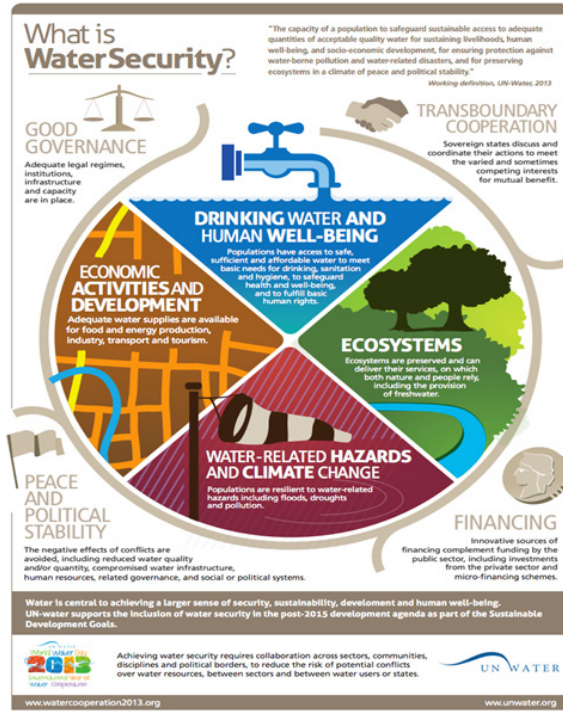 What is
Water Security?
"The capacity of a population to safeguard sustainable access to adequate
quantities of acceptable quality water for sustaining livelihoods, human
well-being, and socio-economic development, for ensuring protection against
water-borne pollution and water-related disasters, and for preserving
ecosystems in a climate of peace and political stability."
Working definition, UN-Water, 2013
GOOD
GOVERNANCE
Adequate legal regimes,
institutions,
infrastructure
and capacity
are in place.
TRANSBOUNDARY
COOPERATION
Sovereign states discuss and
coordinate their actions to meet
the varied and sometimes
competing interests
for mutual benefit.
DRINKING WATER AND
HUMAN WELL-BEING
Populations have access to safe,
sufficient and affordable water to meet
basic needs for drinking, sanitation
and hygiene, to safeguard
health and well-being,
and to fulfill basic
human rights.
ECONOMIC
ACTIVITIES AND
DEVELOPMENT
Adequate water supplies are available
for food and energy production,
industry, transport and tourism.
ECOSYSTEMS
Ecosystems are preserved and can
deliver their services, on which
both nature and people rely,
including the provision
of freshwater.
WATER-RELATED HAZARDS
AND CLIMATE CHANGE
Populations are resilient to water-related
hazards including floods, droughts
and pollution.
PEACE
AND
POLITICAL
STABILITY
The negative effects of conflicts are
avoided, including reduced water quality
and/or quantity, compromised water infrastructure,
human resources, related governance, and social or political systems.
FINANCING
Innovative sources of
financing complement funding by the
public sector, including investments
from the private sector and
micro-financing schemes.
Water is central to achieving a larger sense of security, sustainability, develoment and human well-being.
UN-water supports the inclusion of water security in the post-2015 development agenda as part of the Sustainable
Development Goals.
UN WATER
World Water Day
2013
International Year of
Water Cooperation
Achieving water security requires collaboration across sectors, communities,
disciplines and political borders, to reduce the risk of potential conflicts
over water resources, between sectors and between water users or states.
UN WATER
www.watercooperation2013.org
www.unwater.org